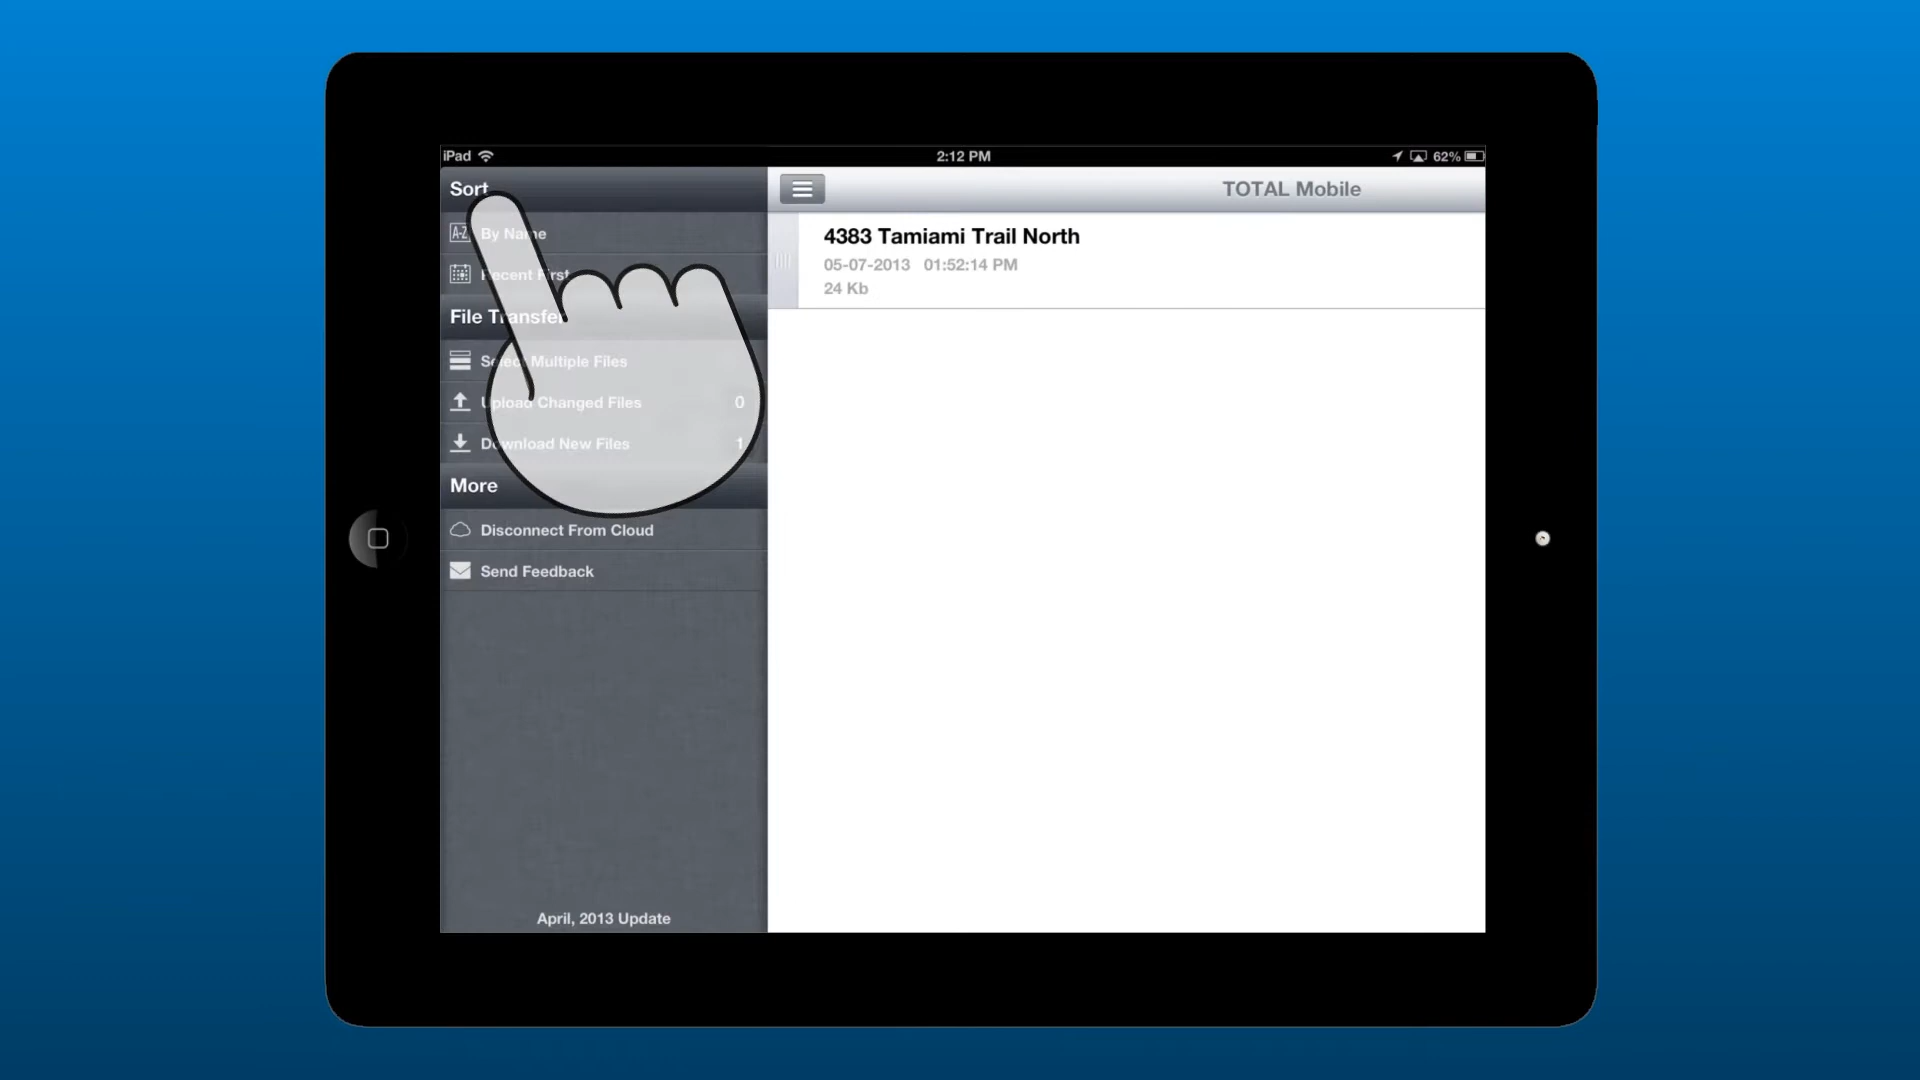 iPad 2:12 PM 62%
Sort
TOTAL Mobile
A-Z By Name
Recent First
File Transfer
Select Multiple Files
Upload Changed Files 0
Download New Files 1
More
Disconnect From Cloud
Send Feedback
April, 2013 Update
4383 Tamiami Trail North
05-07-2013 01:52:14 PM
24 Kb